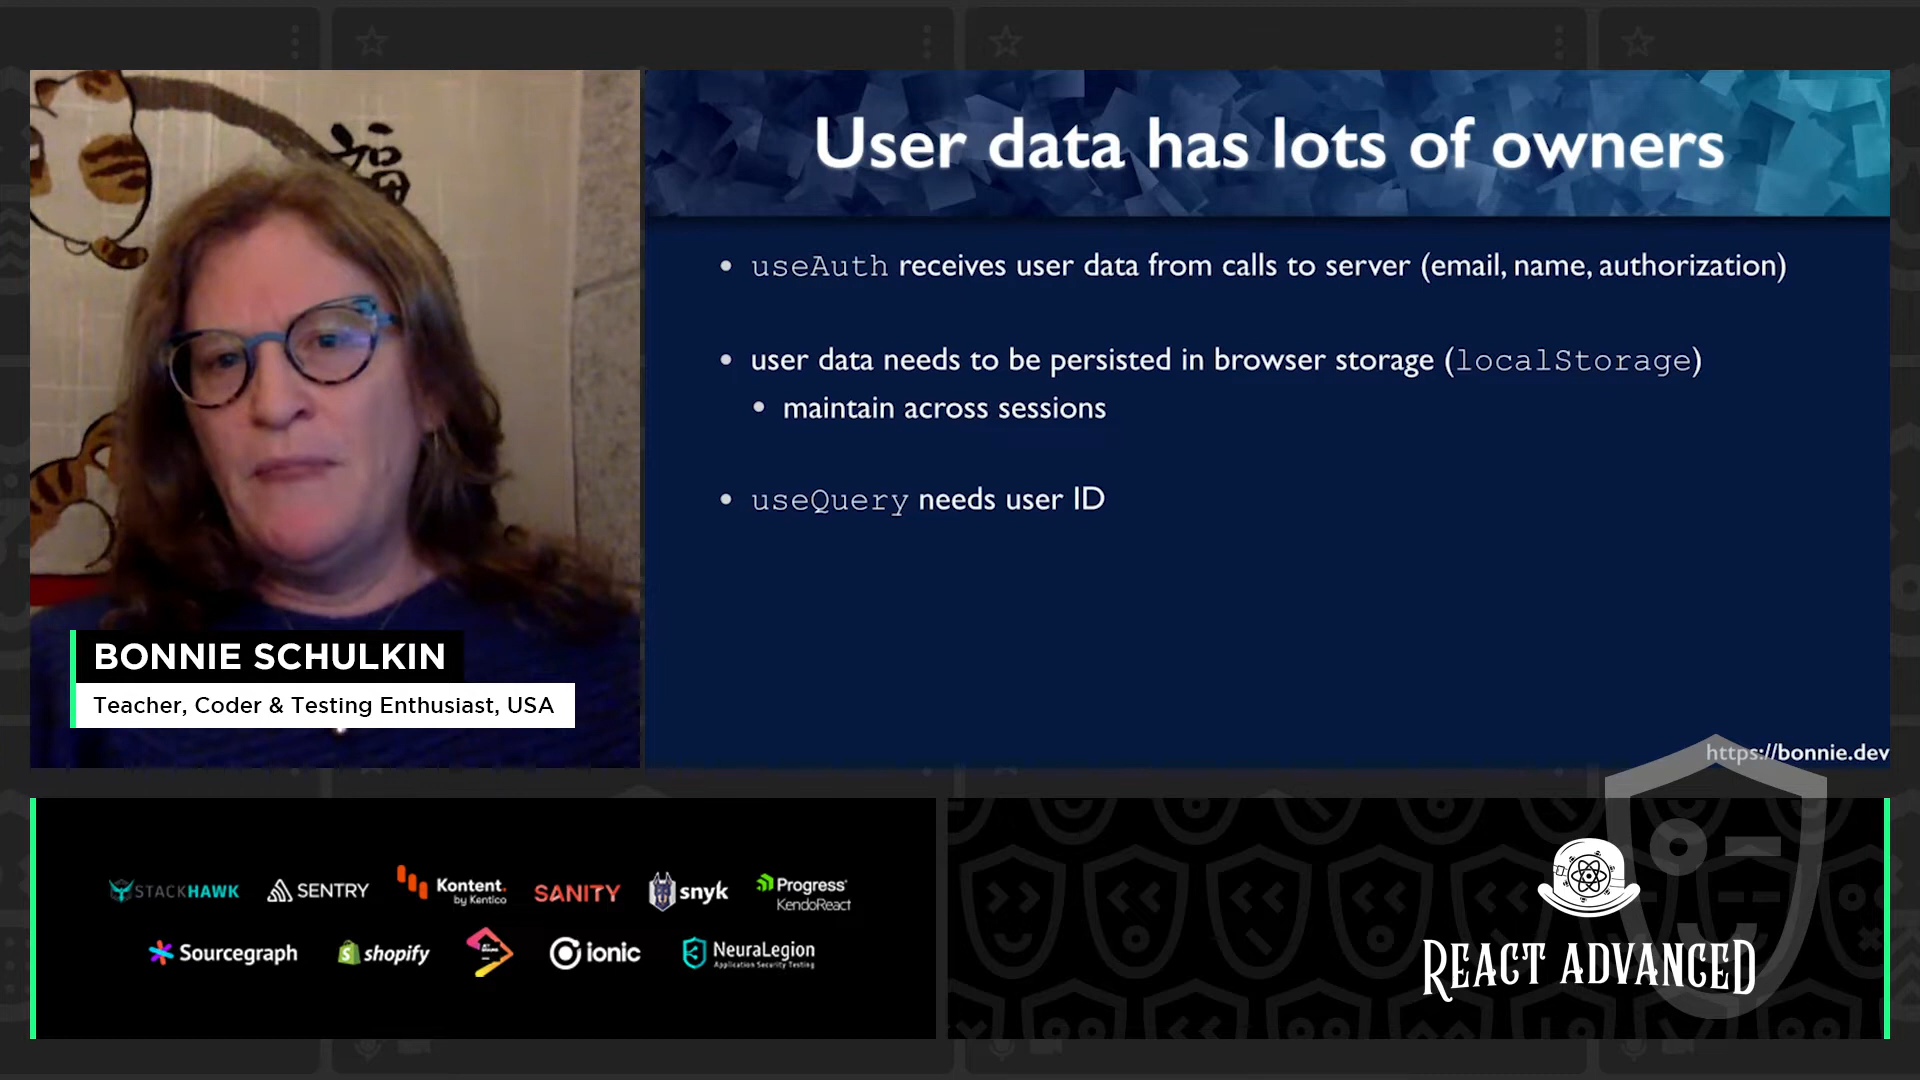 福
User data has lots of owners
• useAuth receives user data from calls to server (email, name, authorization)
• user data needs to be persisted in browser storage (localStorage)
• maintain across sessions
• useQuery needs user ID
https://bonnie.dev
BONNIE SCHULKIN
Teacher, Coder & Testing Enthusiast, USA
STACKHAWK
SENTRY
Kontent.
by Kentico
SANITY
snyk
Progress
KendoReact
Sourcegraph
shopify
ionic
NeuraLegion
Application Security Testing
REACT ADVANCED